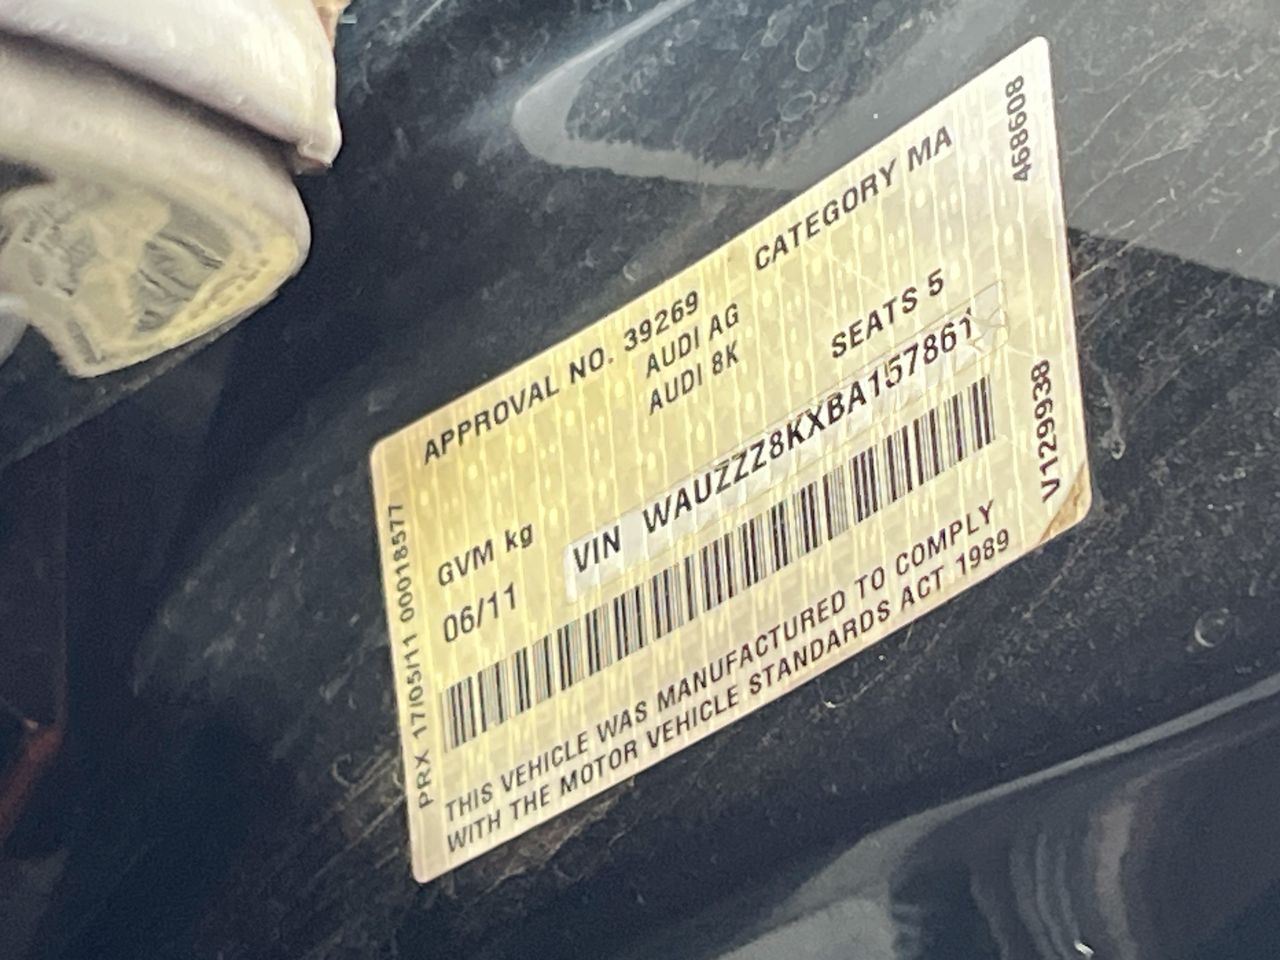 APPROVAL NO. 39269 CATEGORY MA
AUDI AG
AUDI 8K
SEATS 5
GVM kg
06/11
VIN WAUZZZ8KXBA157861
THIS VEHICLE WAS MANUFACTURED TO COMPLY
WITH THE MOTOR VEHICLE STANDARDS ACT 1989
PRX 17/05/11 00018577
468608
V129938